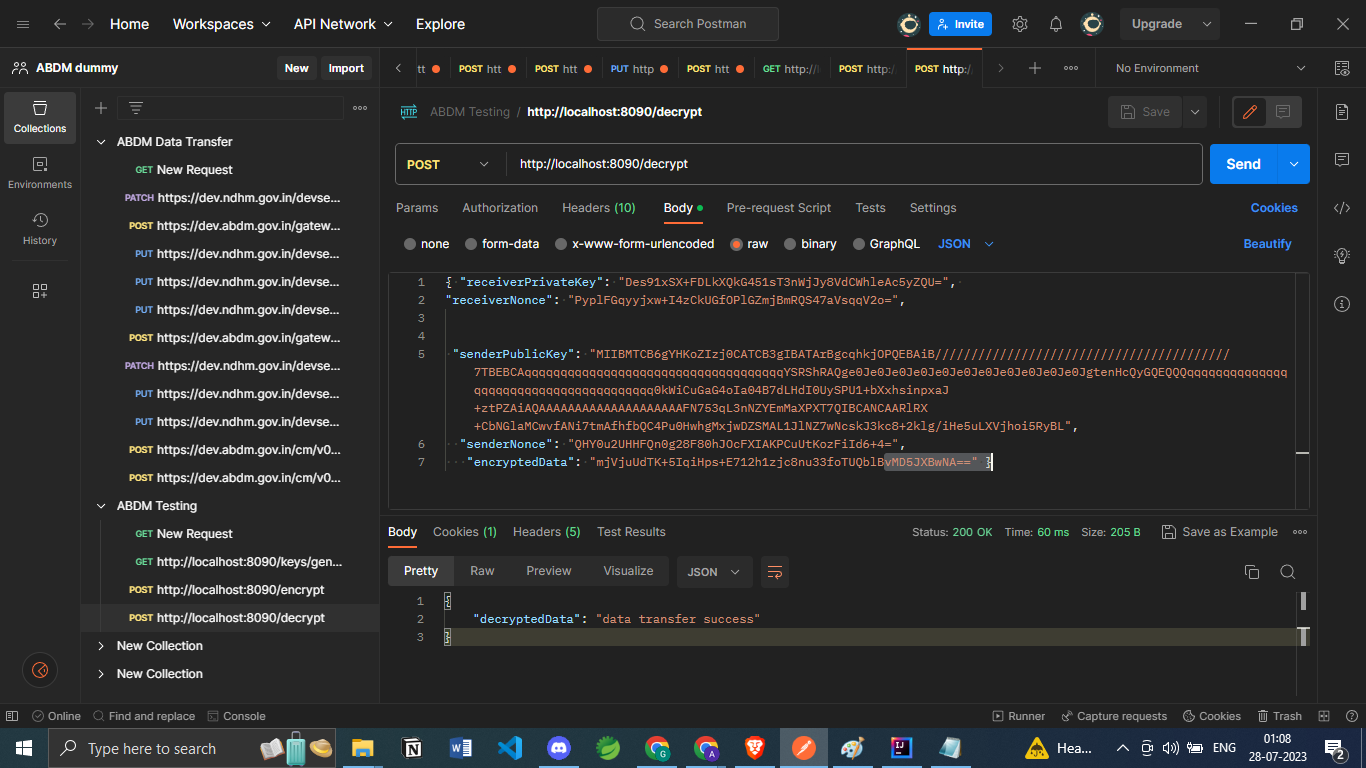 Home
Workspaces
API Network
Explore
Search Postman
Invite
Upgrade
ABDM dummy
New
Import
tt
POST htt
POST htt
PUT http
POST htt
GET http://l
POST http:
POST http:/
No Environment
Collections
Environments
History
ABDM Data Transfer
GET New Request
PATCH https://dev.ndhm.gov.in/devse...
POST https://dev.abdm.gov.in/gatew...
PUT https://dev.ndhm.gov.in/devse...
PUT https://dev.ndhm.gov.in/devse...
PUT https://dev.ndhm.gov.in/devse...
POST https://dev.abdm.gov.in/gatew...
PATCH https://dev.ndhm.gov.in/devse...
PUT https://dev.ndhm.gov.in/devse...
PUT https://dev.ndhm.gov.in/devse...
POST https://dev.abdm.gov.in/cm/v0...
POST https://dev.abdm.gov.in/cm/v0...
ABDM Testing
GET New Request
GET http://localhost:8090/keys/gen...
POST http://localhost:8090/encrypt
POST http://localhost:8090/decrypt
New Collection
New Collection
HTTP ABDM Testing / http://localhost:8090/decrypt
Save
POST http://localhost:8090/decrypt
Send
Params Authorization Headers (10) Body Pre-request Script Tests Settings
Cookies
none form-data x-www-form-urlencoded raw binary GraphQL JSON
Beautify
1 { "receiverPrivateKey": "Des91xSX+FDLkXQkG451sT3nWjJy8VdCWhleAc5yZQU=",
2 "receiverNonce": "PyplFGqyyjxw+I4zCkUGfOPlGZmjBmRQS47aVsqqV2o=",
3
4
5 "senderPublicKey":
6 "senderNonce": "QHY0u2UHHFQn0g28F80hJOcFXIAKPCuUtKozFiId6+4=",
7 "encryptedData": "mjVjuUdTK+5IqiHps+E712h1zjc8nu33foTUQblBvMD5JXBwNA==" }
Body Cookies (1) Headers (5) Test Results
Status: 200 OK Time: 60 ms Size: 205 B
Save as Example
Pretty Raw Preview Visualize JSON
1 {
2 "decryptedData": "data transfer success"
3 }
Online
Find and replace
Console
Runner
Capture requests
Cookies
Trash
Type here to search
Hea...
ENG
01:08
28-07-2023
2